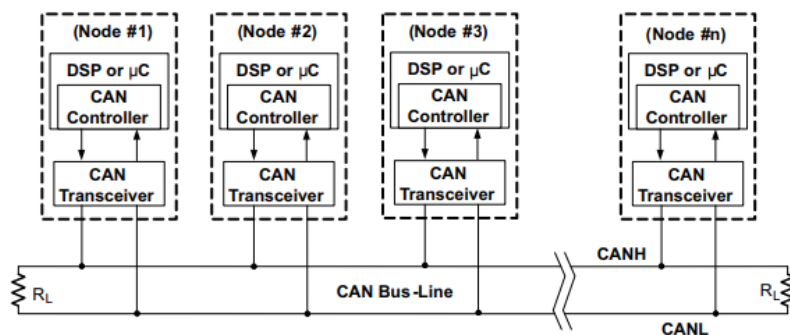 (Node #1)
DSP or µC
CAN
Controller
CAN
Transceiver
(Node #2)
DSP or µC
CAN
Controller
CAN
Transceiver
(Node #3)
DSP or µC
CAN
Controller
CAN
Transceiver
(Node #n)
DSP or µC
CAN
Controller
CAN
Transceiver
CANH
RL
CAN Bus-Line
RL
CANL